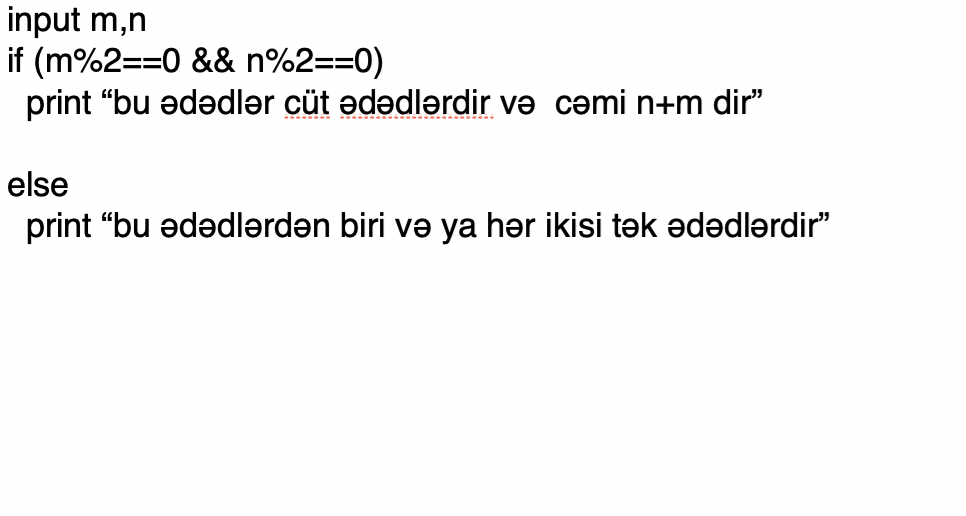 input m,n
if (m%2==0 && n%2==0)
print “bu ədədlər cüt ədədlərdir və  cəmi n+m dir”
else
print “bu ədədlərdən biri və ya hər ikisi tək ədədlərdir”